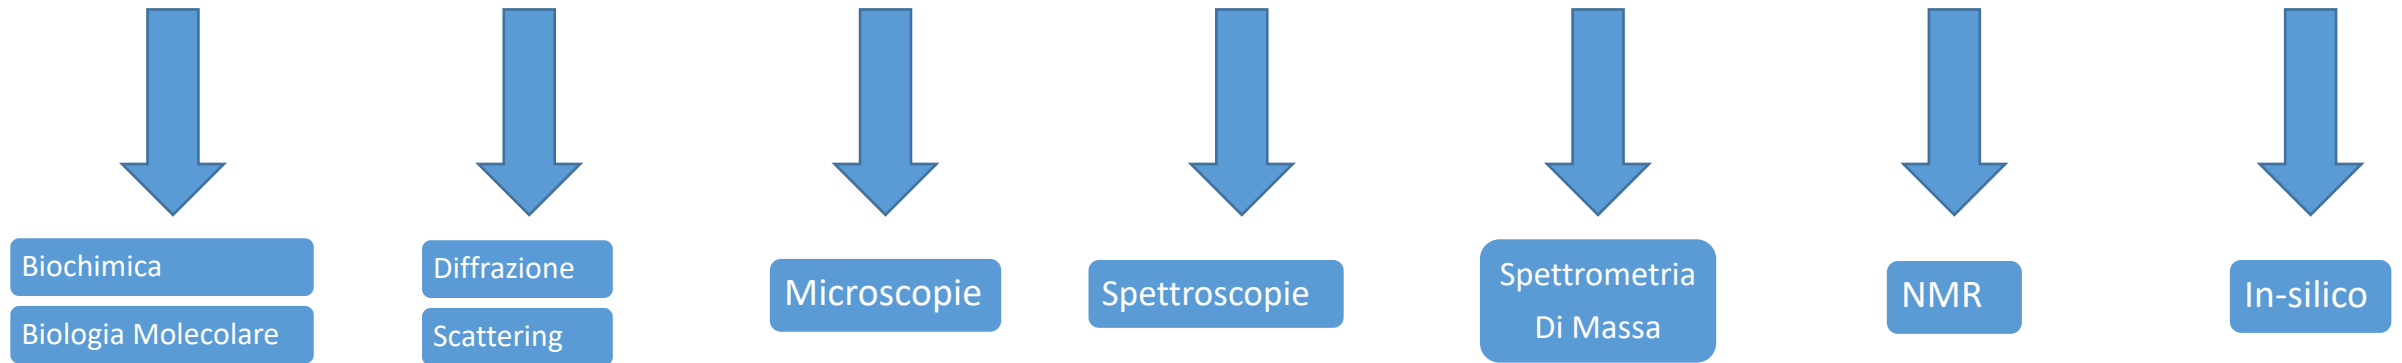 Biochimica
Biologia Molecolare
Diffrazione
Scattering
Microscopie
Spettroscopie
Spettrometria
Di Massa
NMR
In-silico